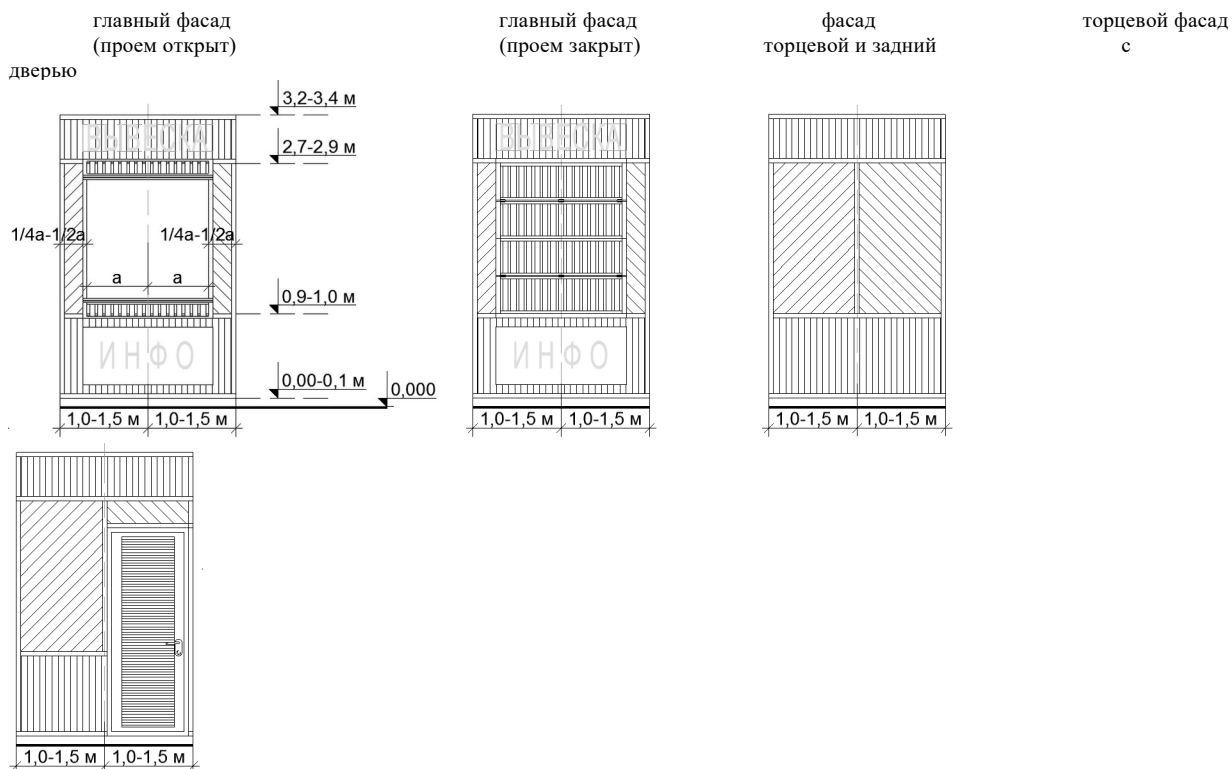 главный фасад главный фасад фасад торцевой фасад
(проем открыт) (проем закрыт) торцевой и задний с
дверью
3,2-3,4 м
ВЫВЕСКА ВЫВЕСКА
2,7-2,9 м
1/4а-1/2а 1/4а-1/2а
а а
0,9-1,0 м
ИНФО ИНФО
0,00-0,1 м
0,000
1,0-1,5 м 1,0-1,5 м 1,0-1,5 м 1,0-1,5 м 1,0-1,5 м 1,0-1,5 м
1,0-1,5 м 1,0-1,5 м